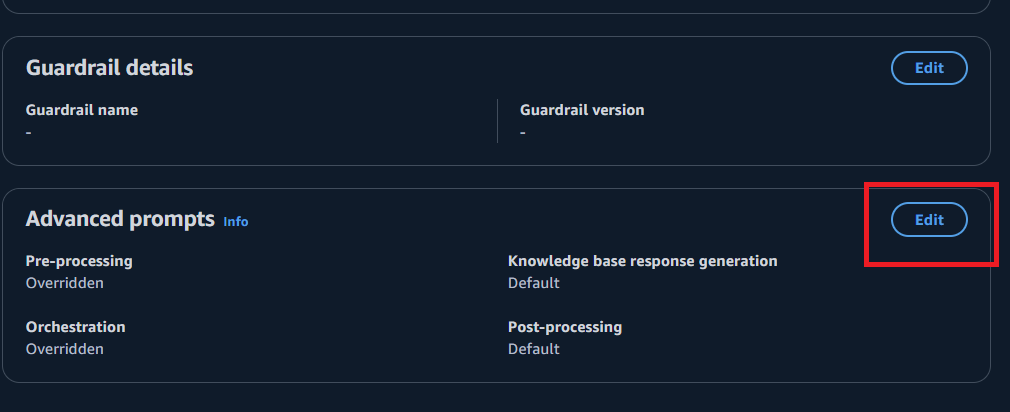 Guardrail details
Edit
Guardrail name
-
Guardrail version
-
Advanced prompts Info
Edit
Pre-processing
Overridden
Knowledge base response generation
Default
Orchestration
Overridden
Post-processing
Default